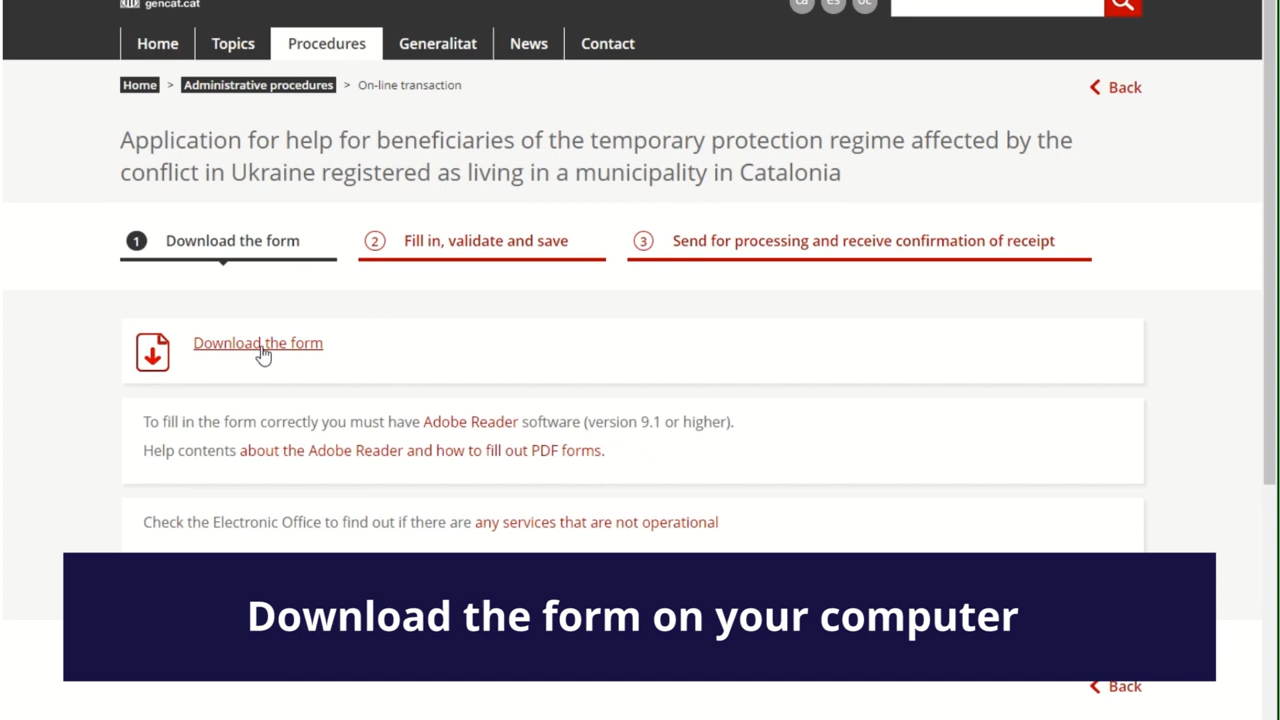 gencat.cat
ca es oc
Home Topics Procedures Generalitat News Contact
Home > Administrative procedures > On-line transaction
Back
Application for help for beneficiaries of the temporary protection regime affected by the
conflict in Ukraine registered as living in a municipality in Catalonia
1 Download the form 2 Fill in, validate and save 3 Send for processing and receive confirmation of receipt
Download the form
To fill in the form correctly you must have Adobe Reader software (version 9.1 or higher).
Help contents about the Adobe Reader and how to fill out PDF forms.
Check the Electronic Office to find out if there are any services that are not operational
Download the form on your computer
Back